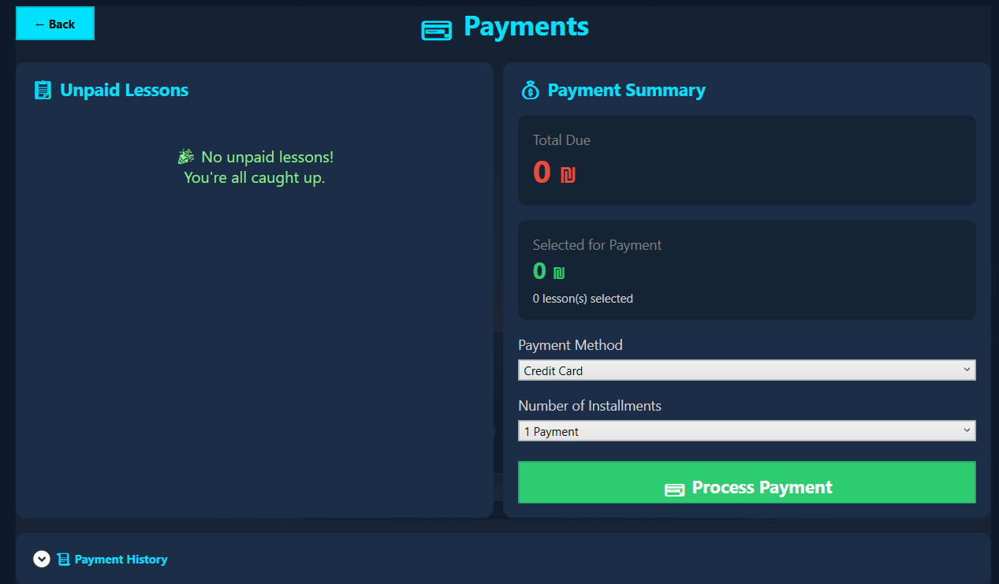 ← Back
Payments
Unpaid Lessons
No unpaid lessons!
You're all caught up.
Payment Summary
Total Due
0 ₪
Selected for Payment
0 ₪
0 lesson(s) selected
Payment Method
Credit Card
Number of Installments
1 Payment
Process Payment
Payment History